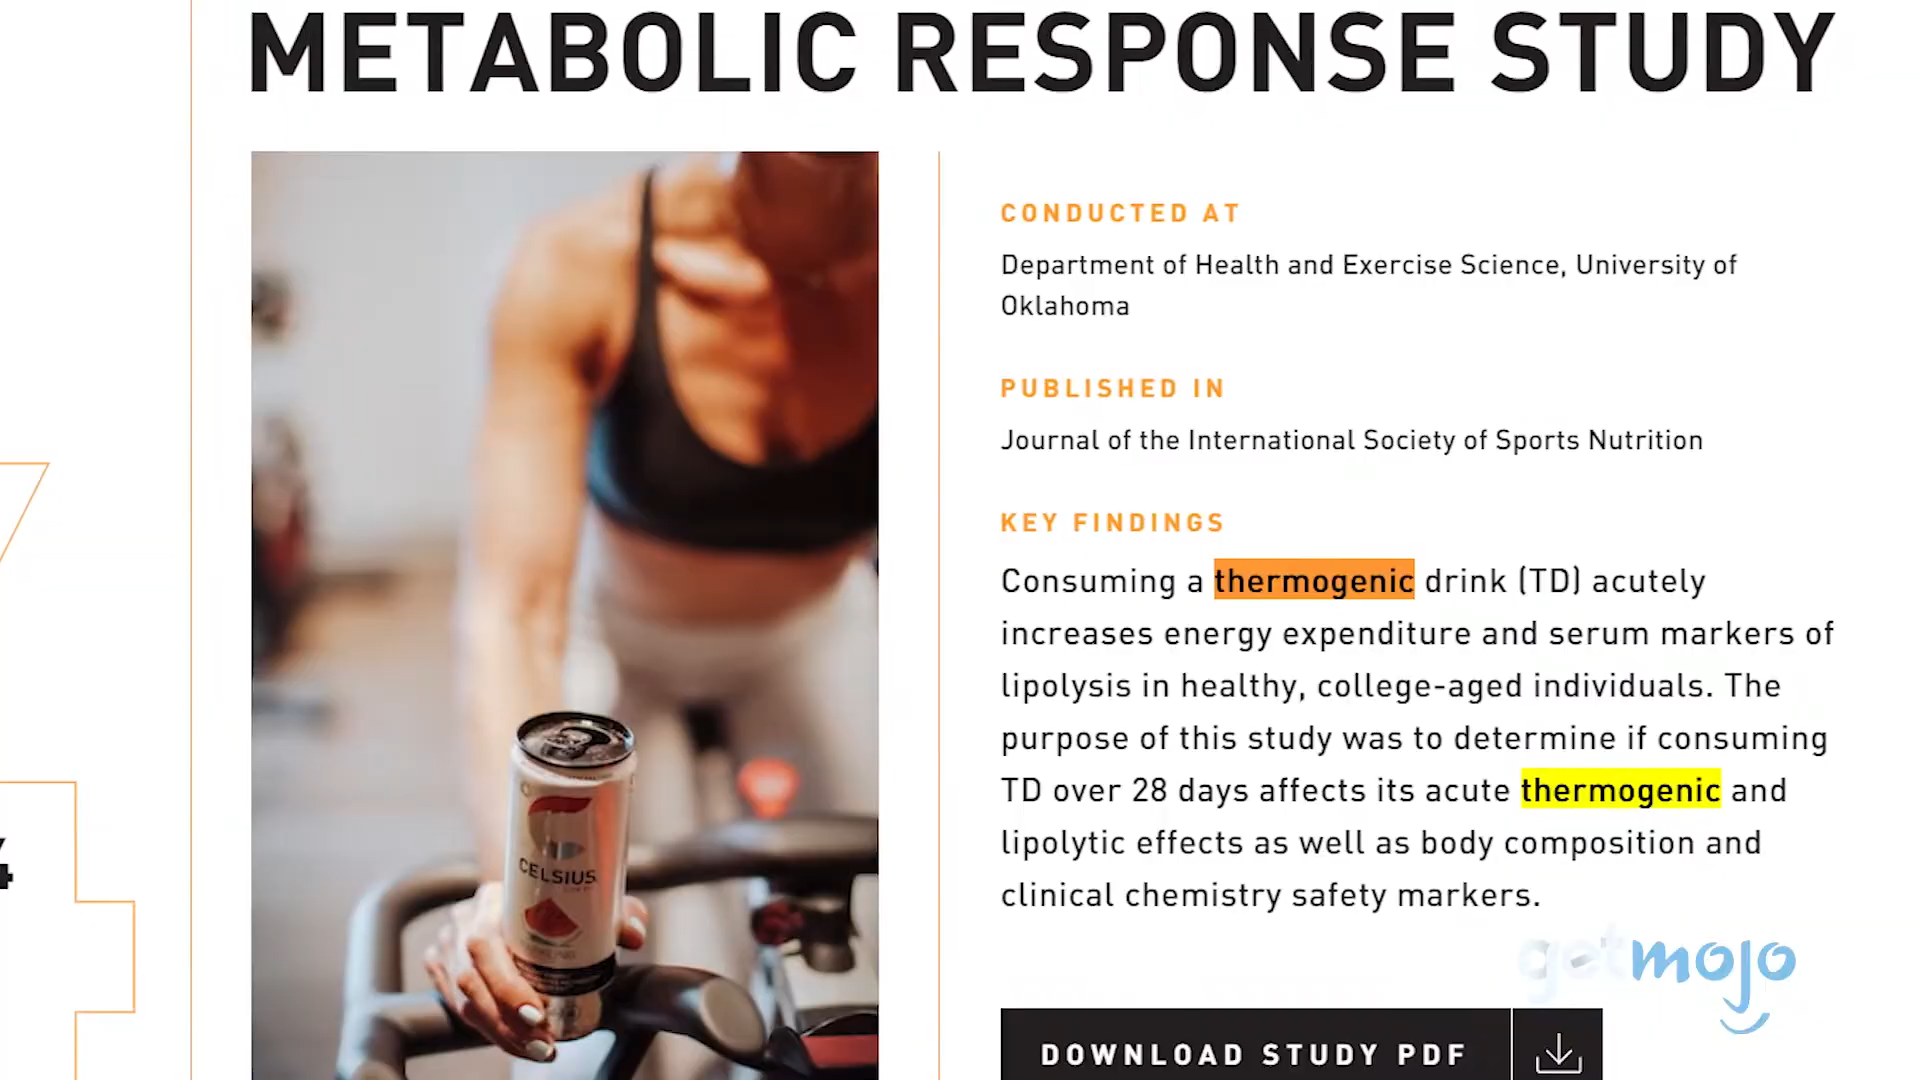 METABOLIC RESPONSE STUDY
CONDUCTED AT
Department of Health and Exercise Science, University of
Oklahoma
PUBLISHED IN
Journal of the International Society of Sports Nutrition
KEY FINDINGS
Consuming a thermogenic drink (TD) acutely
increases energy expenditure and serum markers of
lipolysis in healthy, college-aged individuals. The
purpose of this study was to determine if consuming
TD over 28 days affects its acute thermogenic and
lipolytic effects as well as body composition and
clinical chemistry safety markers.
CELSIUS
getmojo
DOWNLOAD STUDY PDF
4